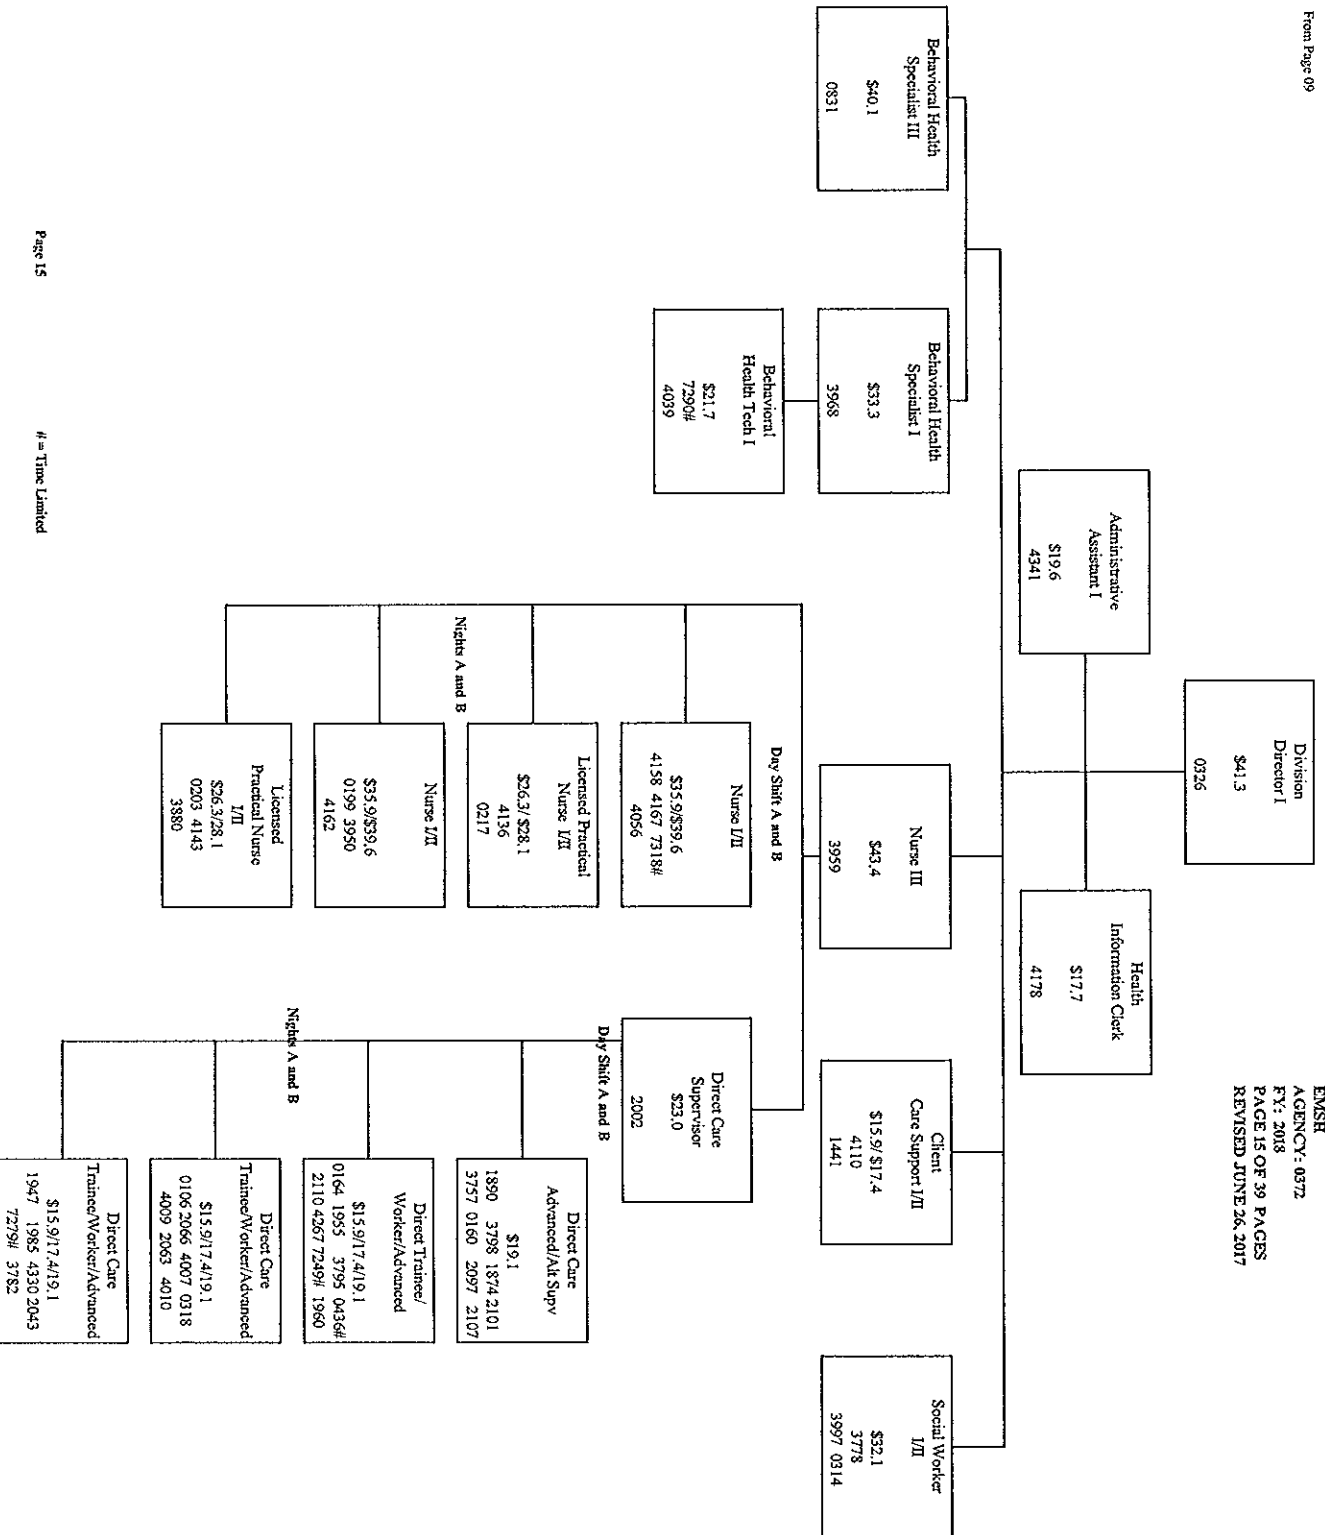 From Page 09
EMSH
AGENCY: 0372
FY: 2018
PAGE 15 OF 39 PAGES
REVISED JUNE 26, 2017
Division
Director I
$41.3
0326
Administrative
Assistant I
$19.6
4341
Health
Information Clerk
$17.7
4178
Behavioral Health
Specialist III
$40.1
0831
Behavioral Health
Specialist I
$33.3
3968
Nurse III
$43.4
3959
Client
Care Support I/II
$15.9/ $17.4
4110
1441
Social Worker
I/II
$32.1
3778
3997 0314
Behavioral
Health Tech I
$21.7
7290#
4039
Day Shift A and B
Nurse I/II
$35.9/$39.6
4158 4167 7318#
4056
Licensed Practical
Nurse I/II
$26.3/ $28.1
4136
0217
Nights A and B
Nurse I/II
$35.9/$39.6
0199 3950
4162
Licensed
Practical Nurse
I/II
$26.3/28.1
0203 4143
3880
Direct Care
Supervisor
$23.0
2002
Day Shift A and B
Direct Care
Advanced/Alt Supv
$19.1
1890 3798 1874 2101
3757 0160 2097 2107
Direct Trainee/
Worker/Advanced
$15.9/17.4/19.1
0164 1955 3795 0436#
2110 4267 7249# 1960
Nights A and B
Direct Care
Trainee/Worker/Advanced
$15.9/17.4/19.1
0106 2066 4007 0318
4009 2063 4010
Direct Care
Trainee/Worker/Advanced
$15.9/17.4/19.1
1947 1985 4330 2043
7279# 3782
Page 15
# = Time Limited